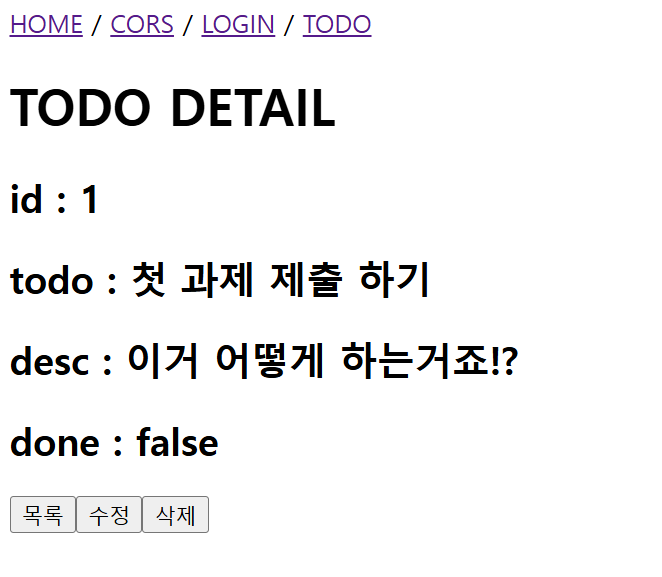 HOME / CORS / LOGIN / TODO
TODO DETAIL
id : 1
todo : 첫 과제 제출 하기
desc : 이거 어떻게 하는거죠!?
done : false
목록 수정 삭제